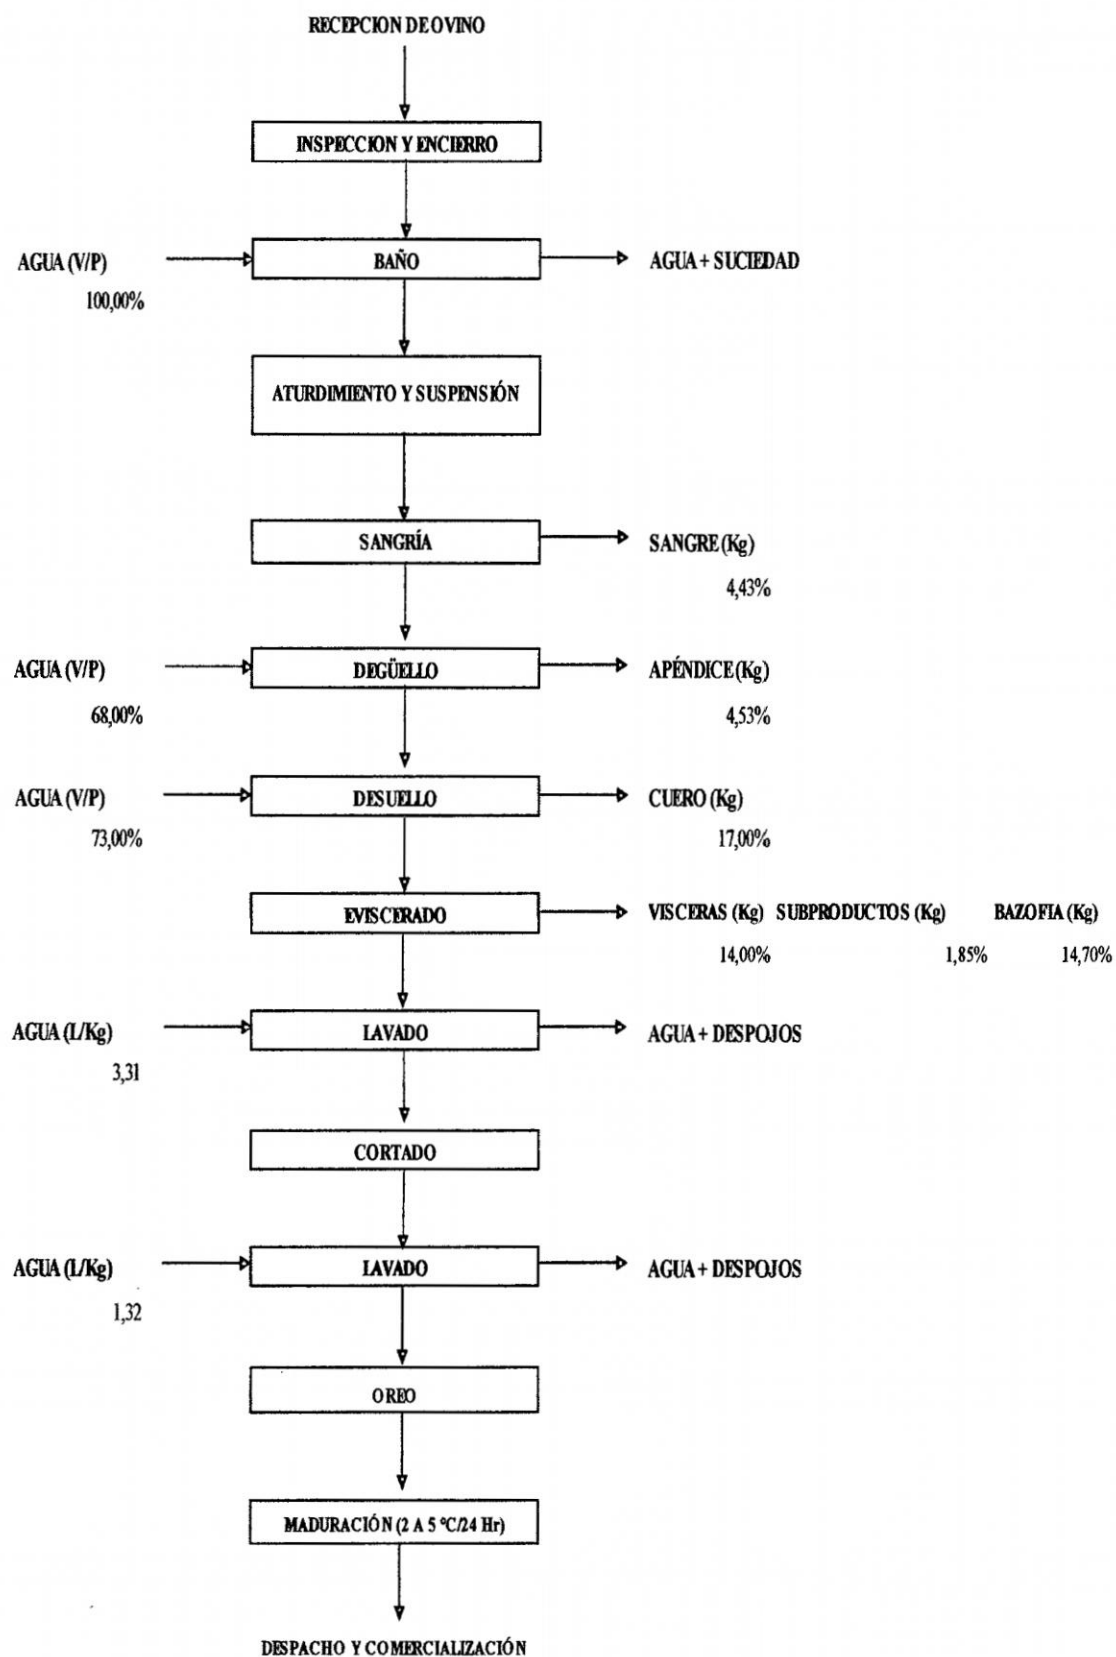 RECEPCION DE OVINO
INSPECCION Y ENCIERRO
AGUA (V/P) BAÑO AGUA + SUCIEDAD
100,00%
ATURDIMIENTO Y SUSPENSIÓN
SANGRÍA SANGRE (Kg)
4,43%
AGUA (V/P) DEGÜELLO APÉNDICE (Kg)
68,00% 4,53%
AGUA (V/P) DESUELLO CUERO (Kg)
73,00% 17,00%
EVISCERADO VISCERAS (Kg) SUBPRODUCTOS (Kg) BAZOFIA (Kg)
14,00% 1,85% 14,70%
AGUA (L/Kg) LAVADO AGUA + DESPOJOS
3,31
CORTADO
AGUA (L/Kg) LAVADO AGUA + DESPOJOS
1,32
OREO
MADURACIÓN (2 A 5 ºC/24 Hr)
DESPACHO Y COMERCIALIZACIÓN